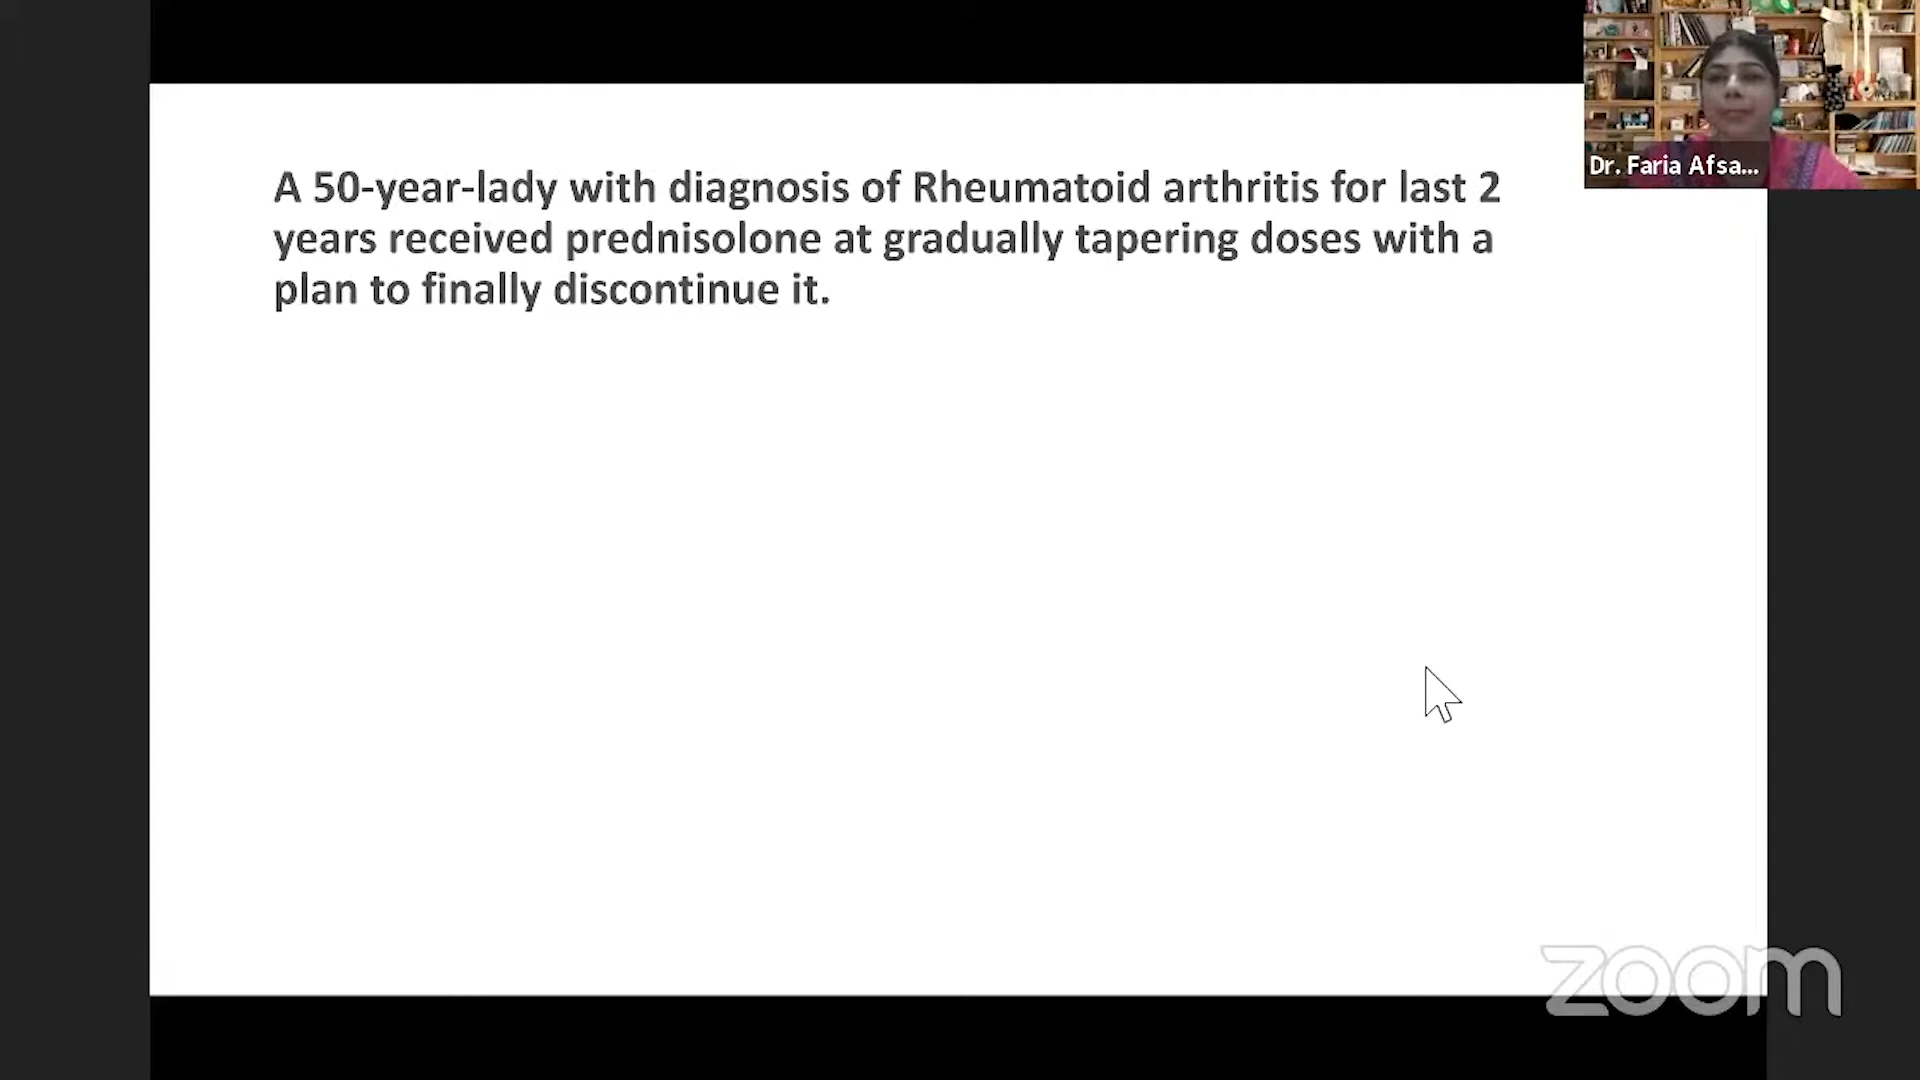 A 50-year-lady with diagnosis of Rheumatoid arthritis for last 2
years received prednisolone at gradually tapering doses with a
plan to finally discontinue it.
Dr. Faria Afsa...
zoom